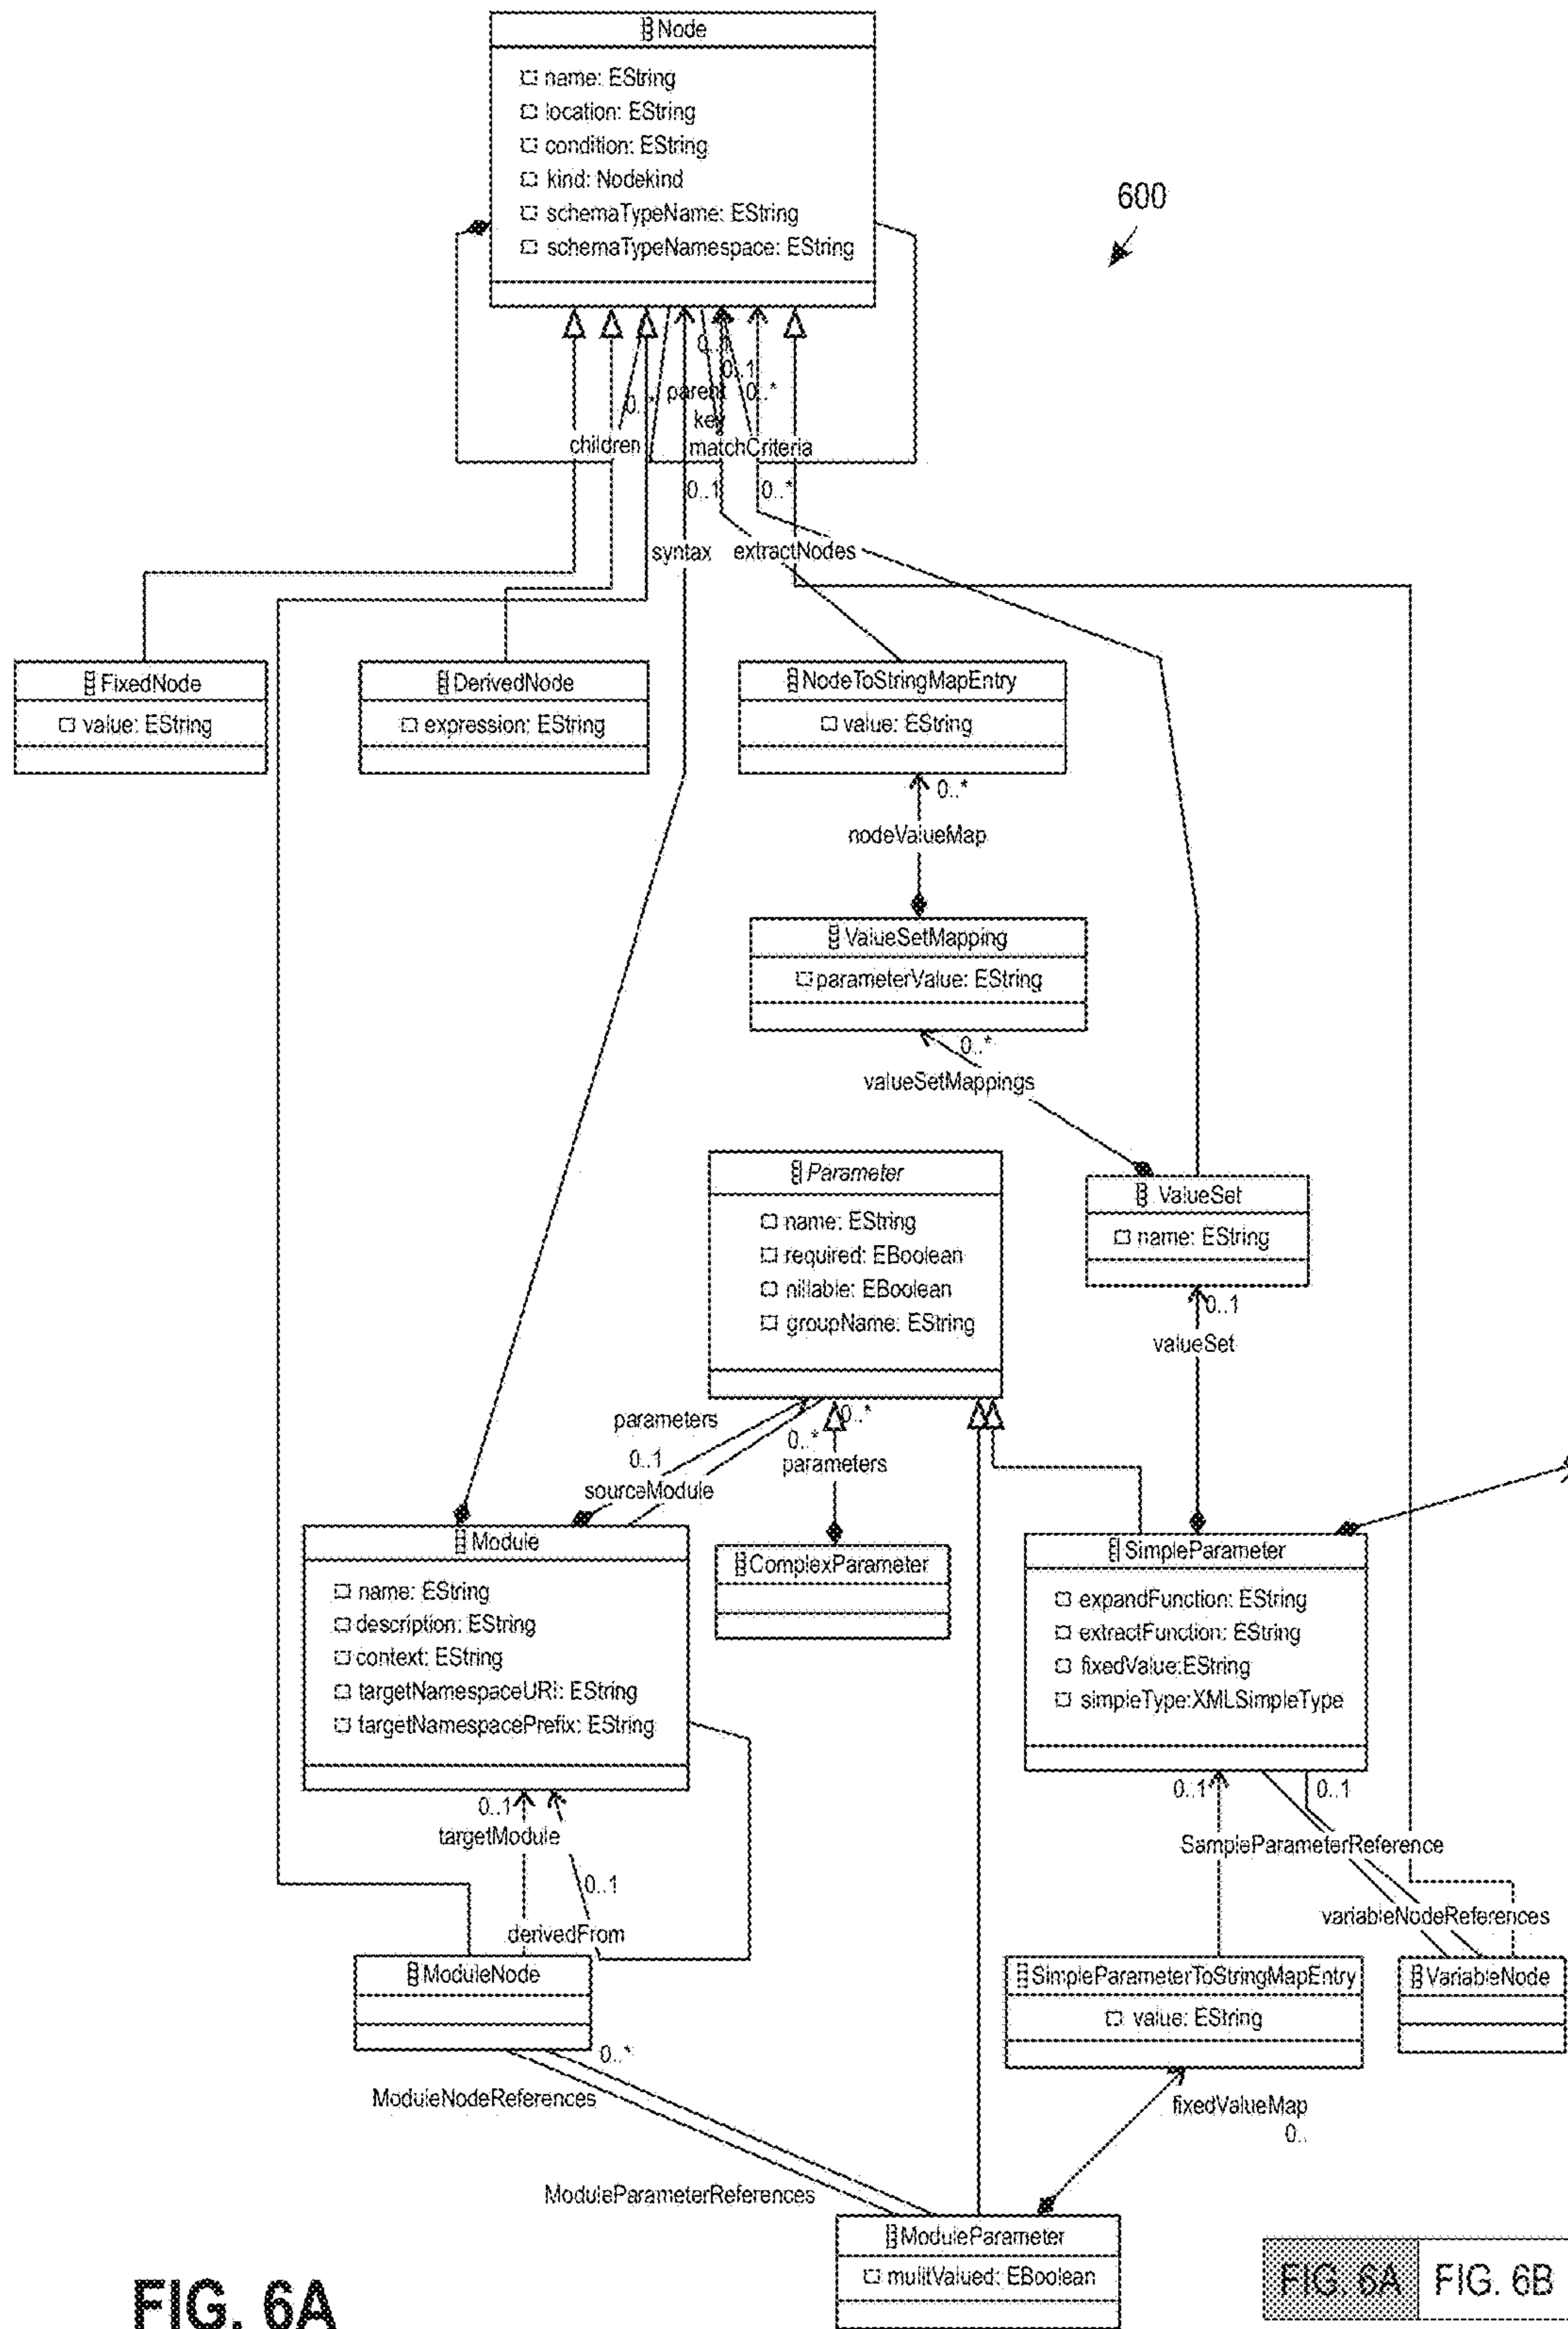 Node
name: EString
location: EString
condition: EString
kind: Nodekind
schemaTypeName: EString
schemaTypeNamespace: EString
600
0..1
0..*
parent
0..*
key
children
matchCriteria
0..1
0..*
syntax
extractNodes
FixedNode
value: EString
DerivedNode
expression: EString
NodeToStringMapEntry
value: EString
0..*
nodeValueMap
ValueSetMapping
parameterValue: EString
0..*
valueSetMappings
Parameter
name: EString
required: EBoolean
nillable: EBoolean
groupName: EString
ValueSet
name: EString
0..1
valueSet
parameters
0..*
0..*
0..1
parameters
sourceModule
Module
name: EString
description: EString
context: EString
targetNamespaceURI: EString
targetNamespacePrefix: EString
ComplexParameter
SimpleParameter
expandFunction: EString
extractFunction: EString
fixedValue:EString
simpleType:XMLSimpleType
0..1
targetModule
0..1
derivedFrom
0..1
0..1
SampleParameterReference
variableNodeReferences
ModuleNode
SimpleParameterToStringMapEntry
value: EString
VariableNode
0..*
ModuleNodeReferences
fixedValueMap
0..
ModuleParameterReferences
ModuleParameter
mulitValued: EBoolean
FIG. 6A
FIG. 6A
FIG. 6B